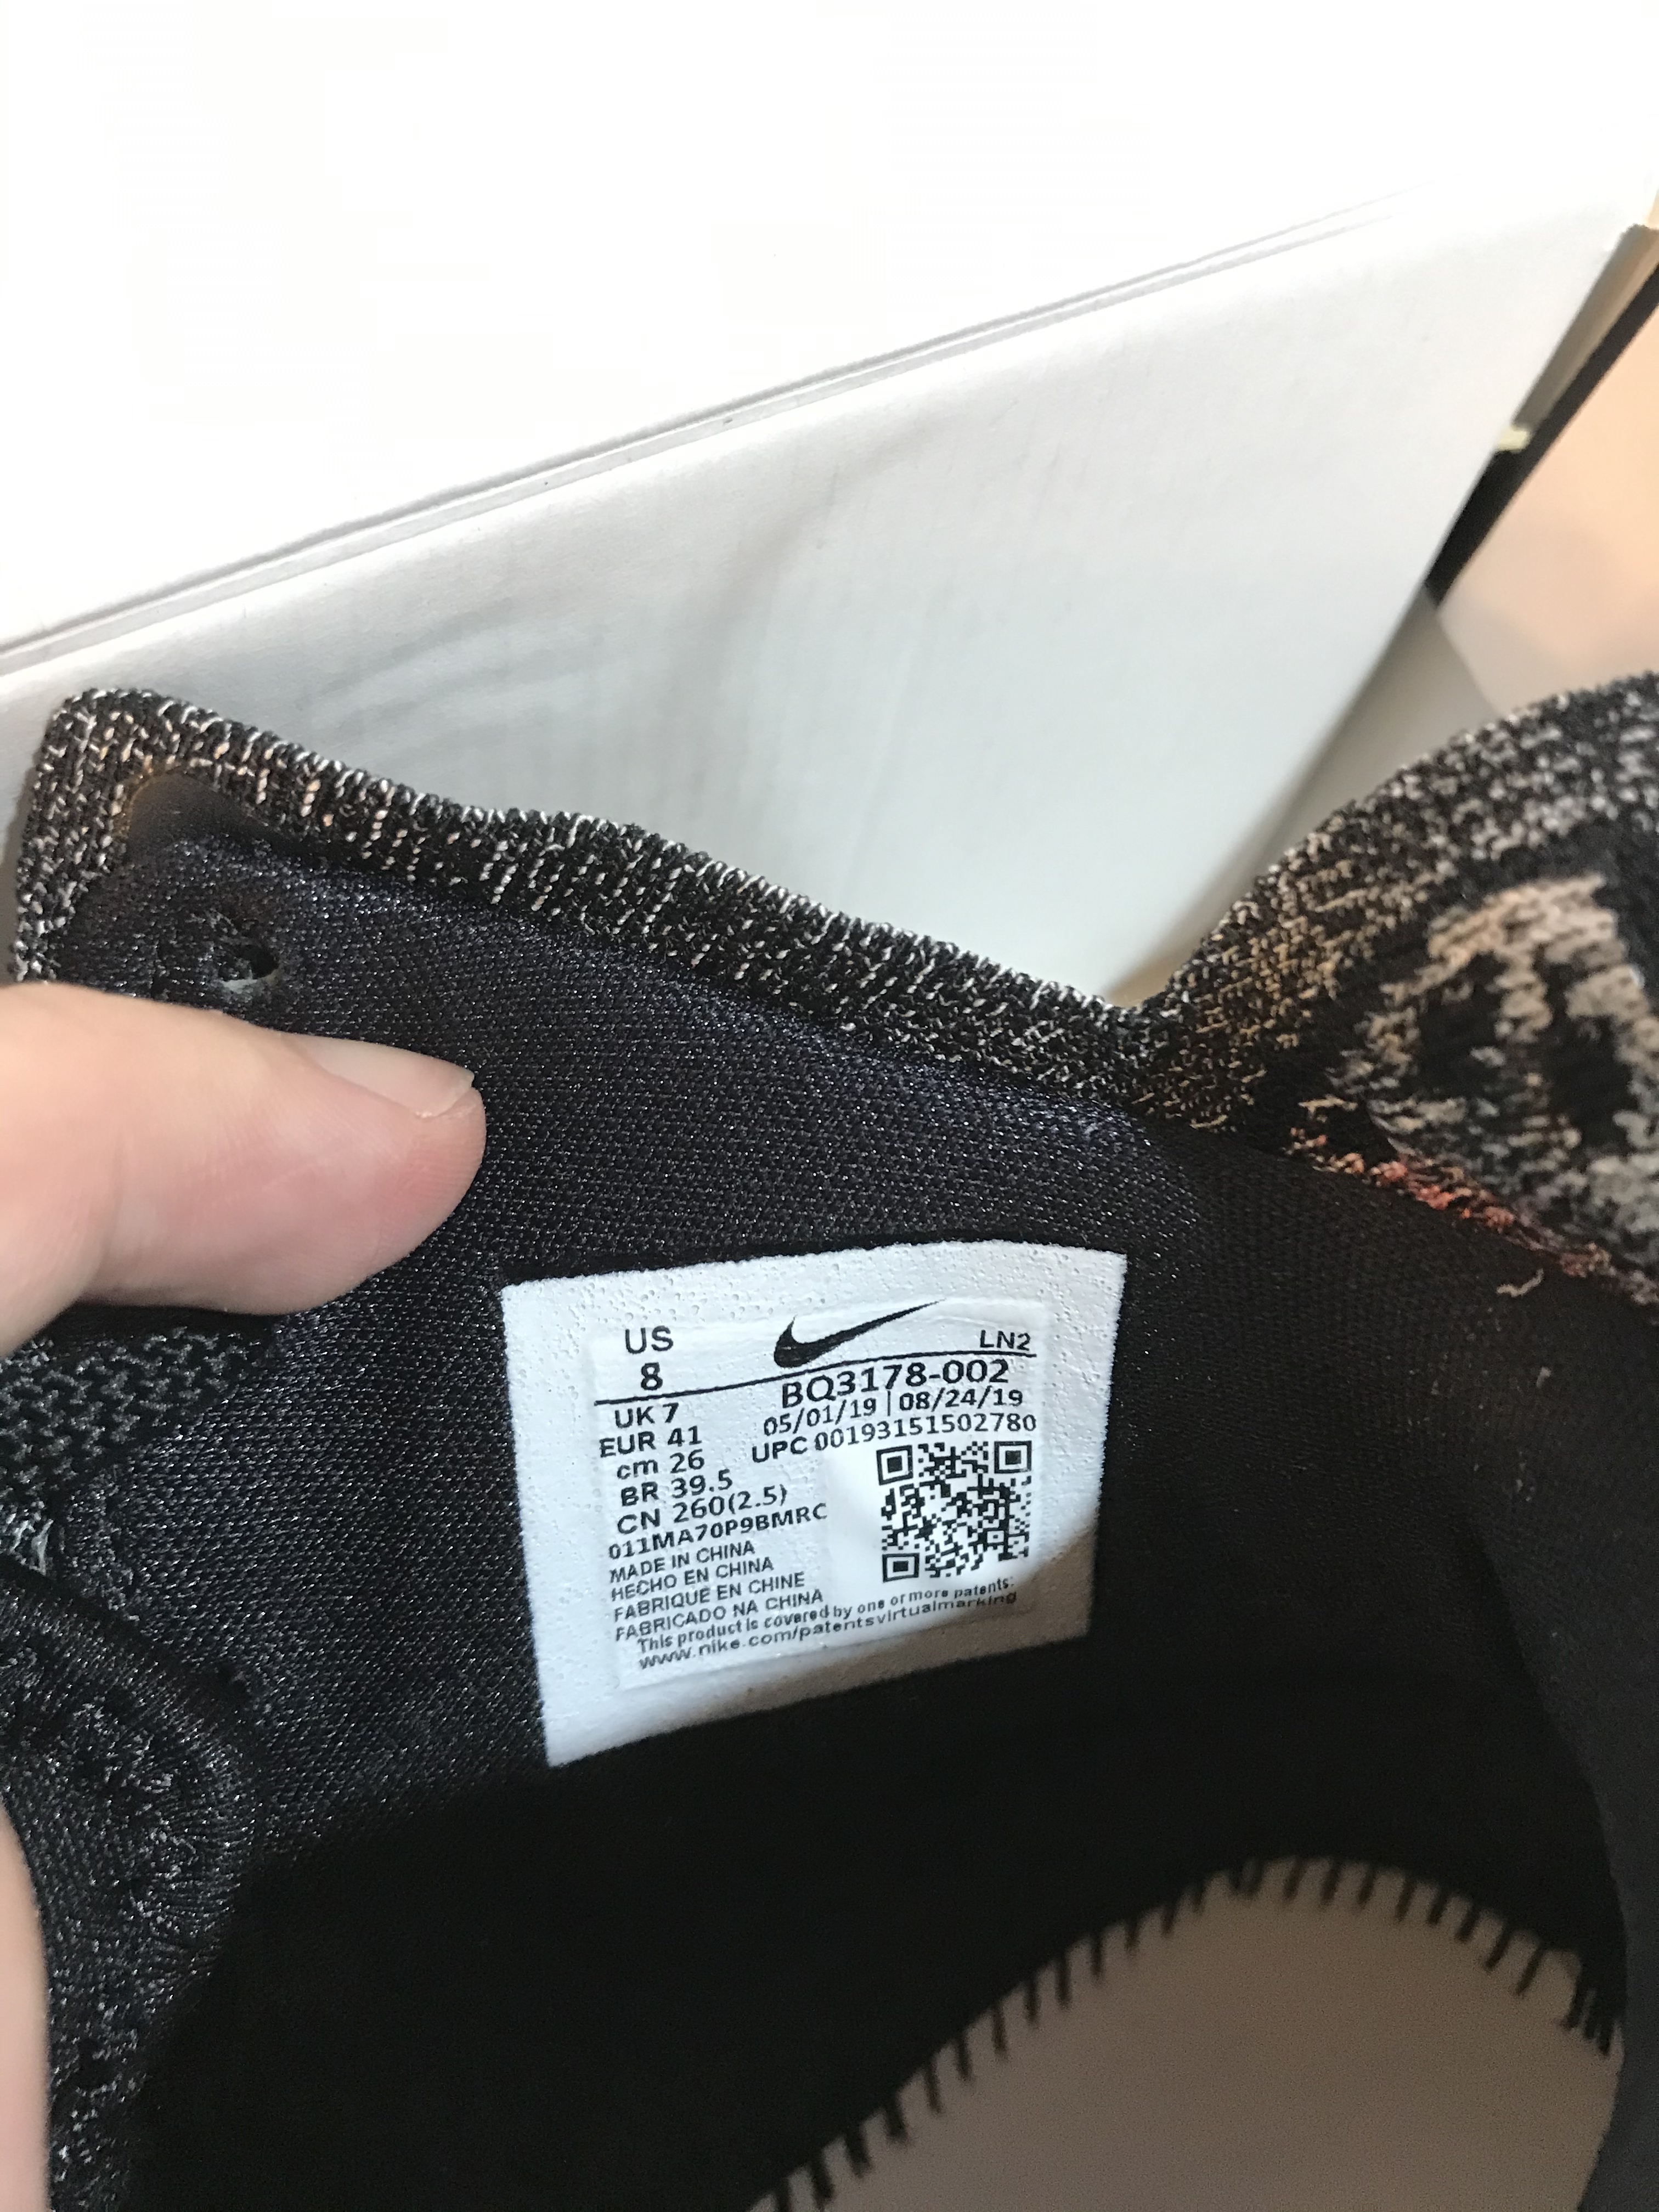 US
LN2
8
BQ3178-002
UK 7
05/01/19 | 08/24/19
EUR 41
UPC 00193151502780
cm 26
BR 39.5
CN 260(2.5)
011MA70P9BMRC
MADE IN CHINA
HECHO EN CHINA
FABRIQUE EN CHINE
FABRICADO NA CHINA
This product is covered by one or more patents:
www.nike.com/patentsvirtualmarking